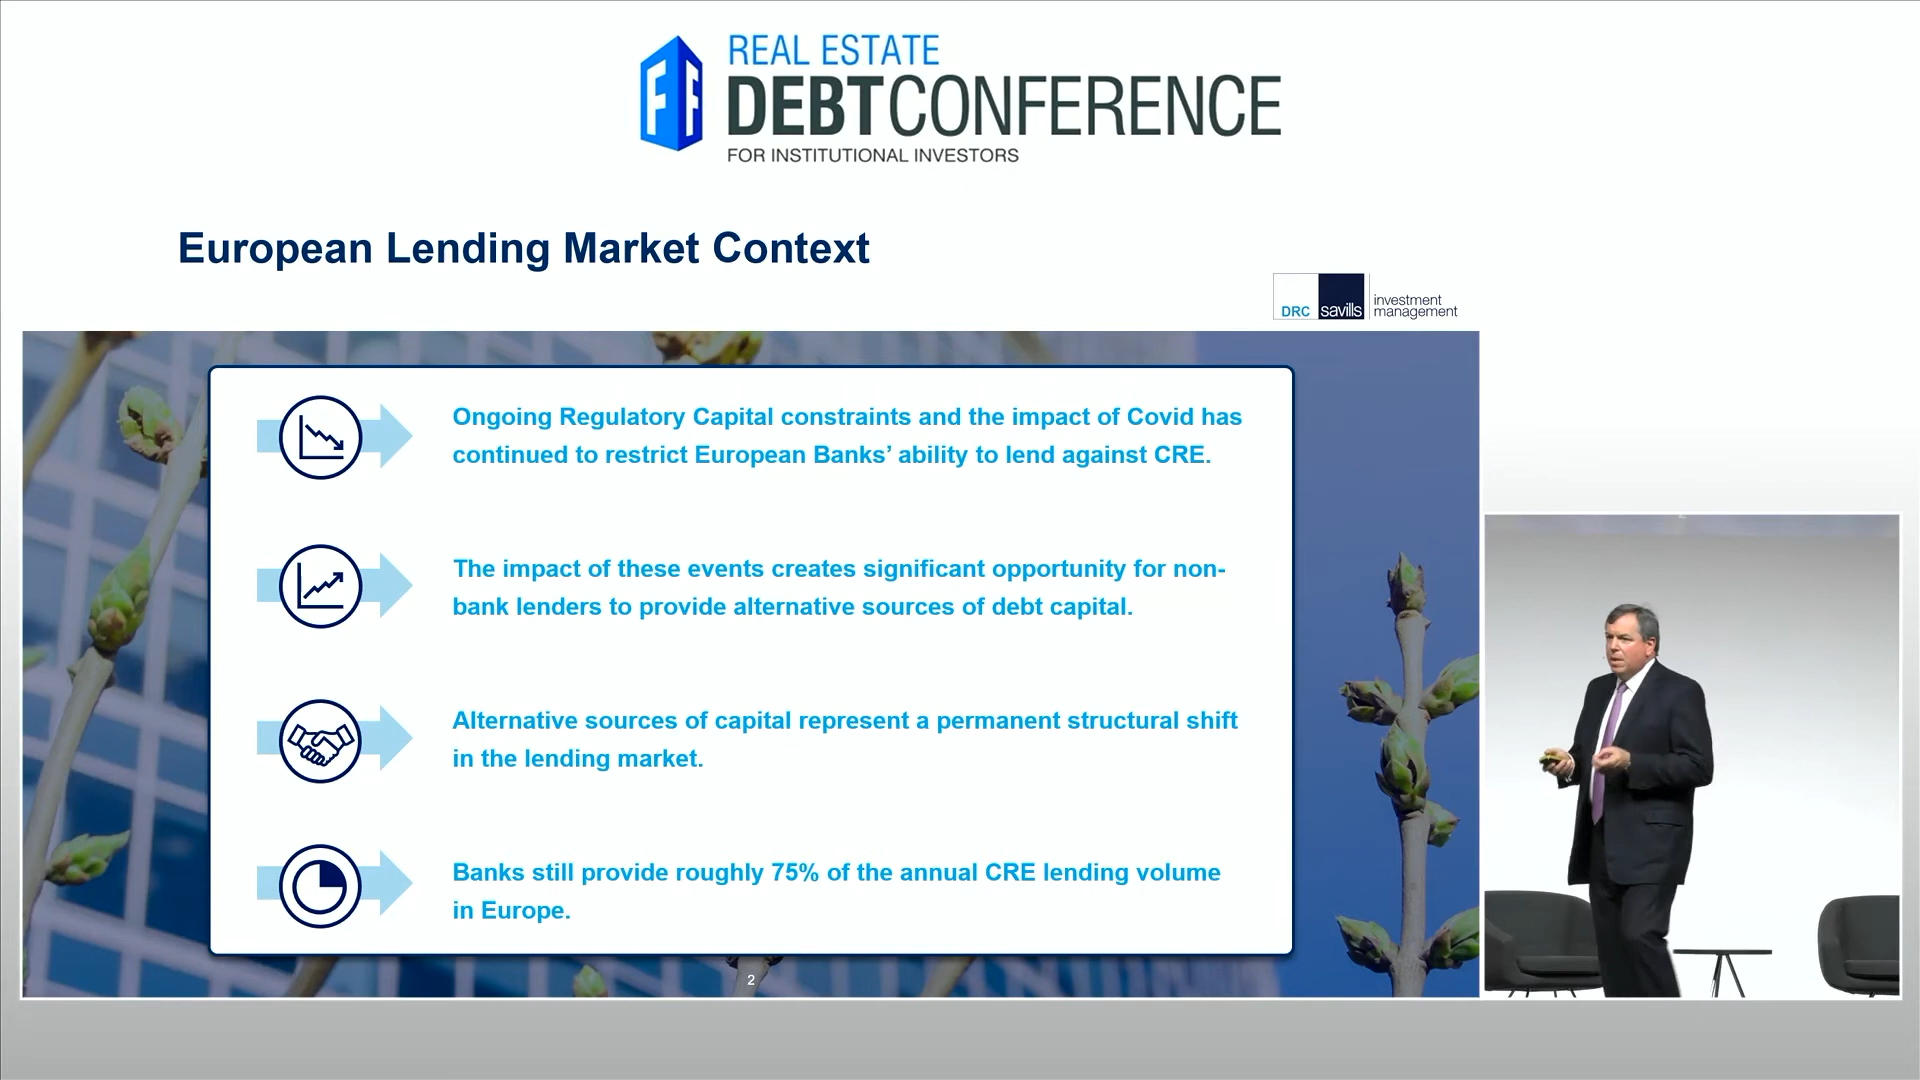 REAL ESTATE
DEBTCONFERENCE
FOR INSTITUTIONAL INVESTORS
European Lending Market Context
DRC savills investment
management
Ongoing Regulatory Capital constraints and the impact of Covid has
continued to restrict European Banks’ ability to lend against CRE.
The impact of these events creates significant opportunity for non-
bank lenders to provide alternative sources of debt capital.
Alternative sources of capital represent a permanent structural shift
in the lending market.
Banks still provide roughly 75% of the annual CRE lending volume
in Europe.
2